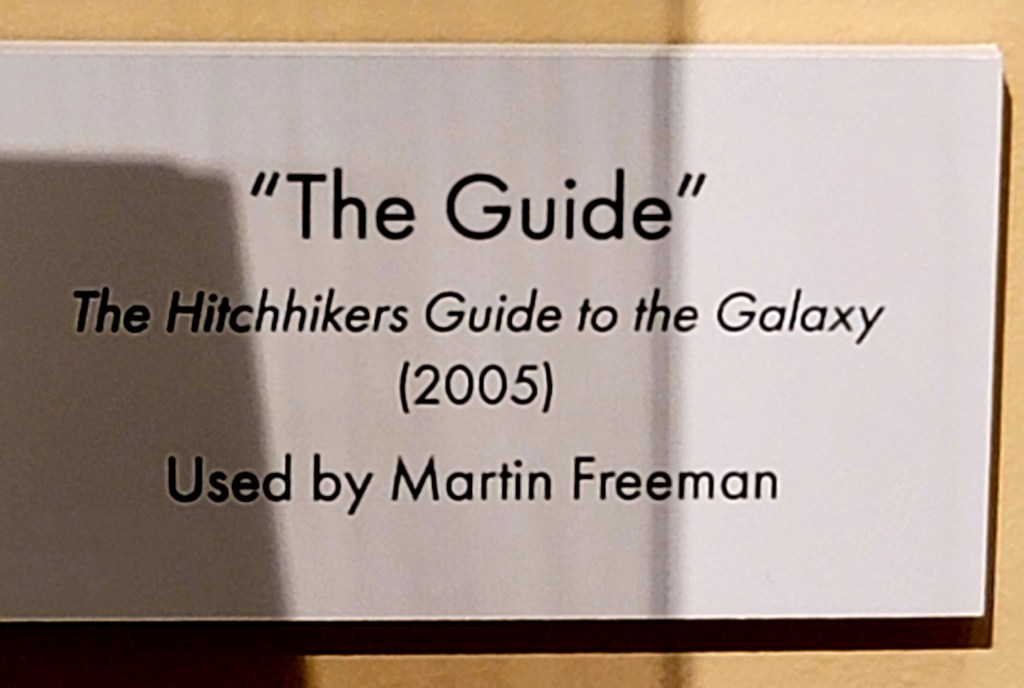 “The Guide”
The Hitchhikers Guide to the Galaxy
(2005)
Used by Martin Freeman